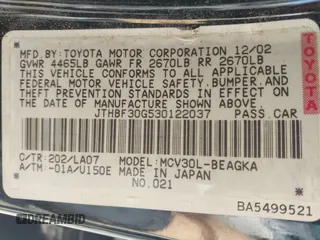 MFD.BY: TOYOTA MOTOR CORPORATION 12/02
GVWR 4465LB GAWR FR 2670LB RR 2670LB
THIS VEHICLE CONFORMS TO ALL APPLICABLE
FEDERAL MOTOR VEHICLE SAFETY,BUMPER,AND
THEFT PREVENTION STANDARDS IN EFFECT ON
THE DATE OF MANUFACTURE SHOWN ABOVE.
JTHBF30G530122037 PASS.CAR
C/TR:202/LA07 MODEL:MCV30L-BEAGKA
A/TM:-01A/U150E MADE IN JAPAN
NO.021
BA5499521
TOYOTA
DREAMBID.COM